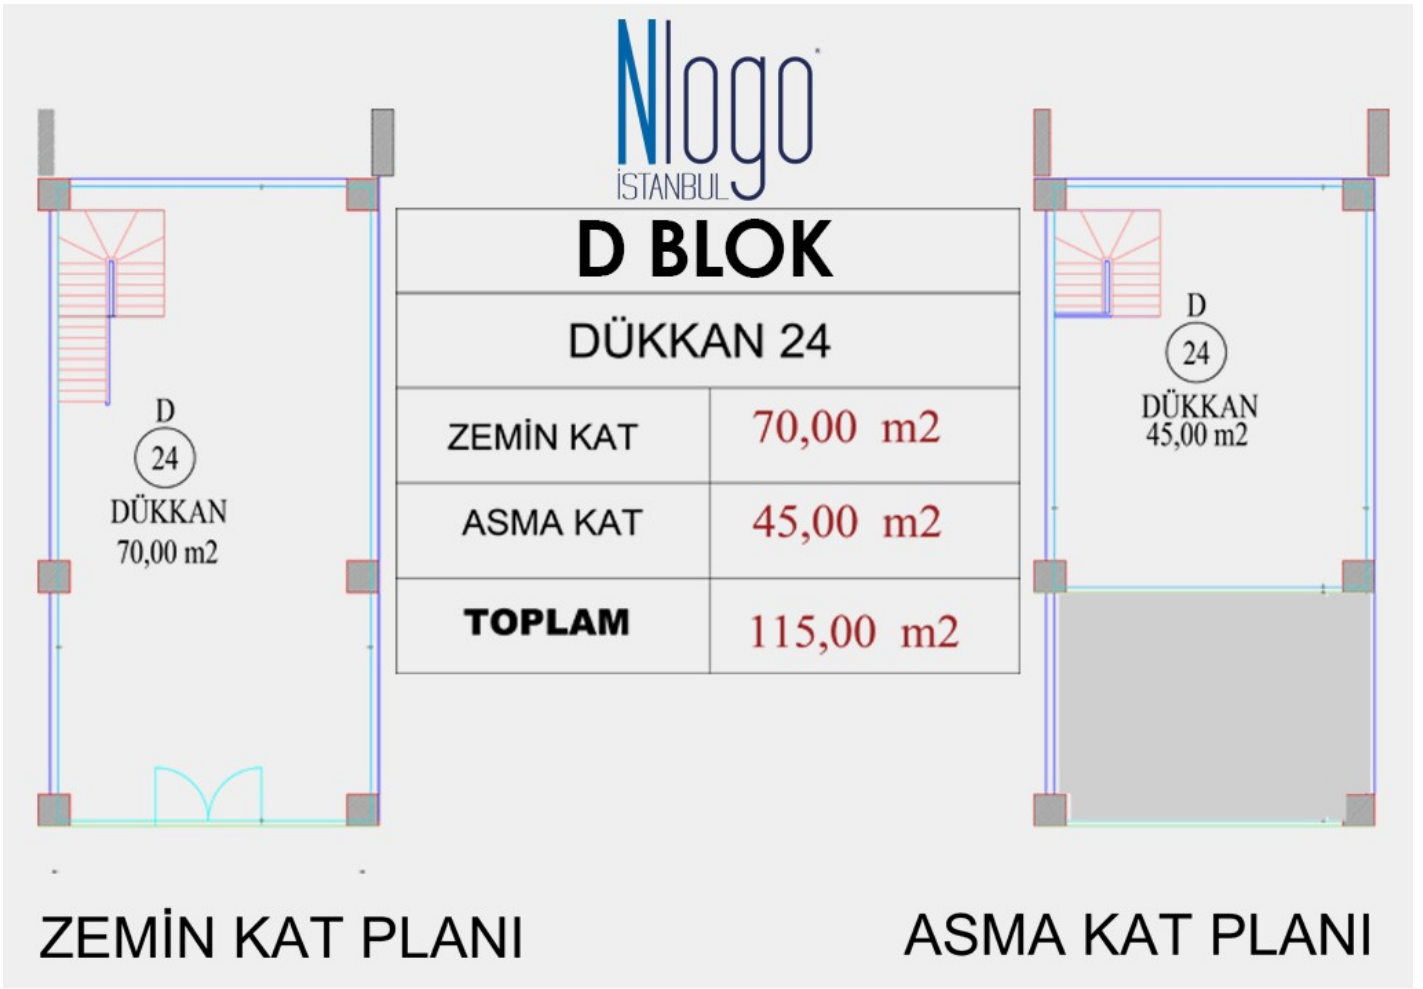 Nlogo
İSTANBUL
D BLOK
DÜKKAN 24
ZEMİN KAT 70,00 m2
ASMA KAT 45,00 m2
TOPLAM 115,00 m2
D
24
DÜKKAN
70,00 m2
D
24
DÜKKAN
45,00 m2
ZEMİN KAT PLANI
ASMA KAT PLANI